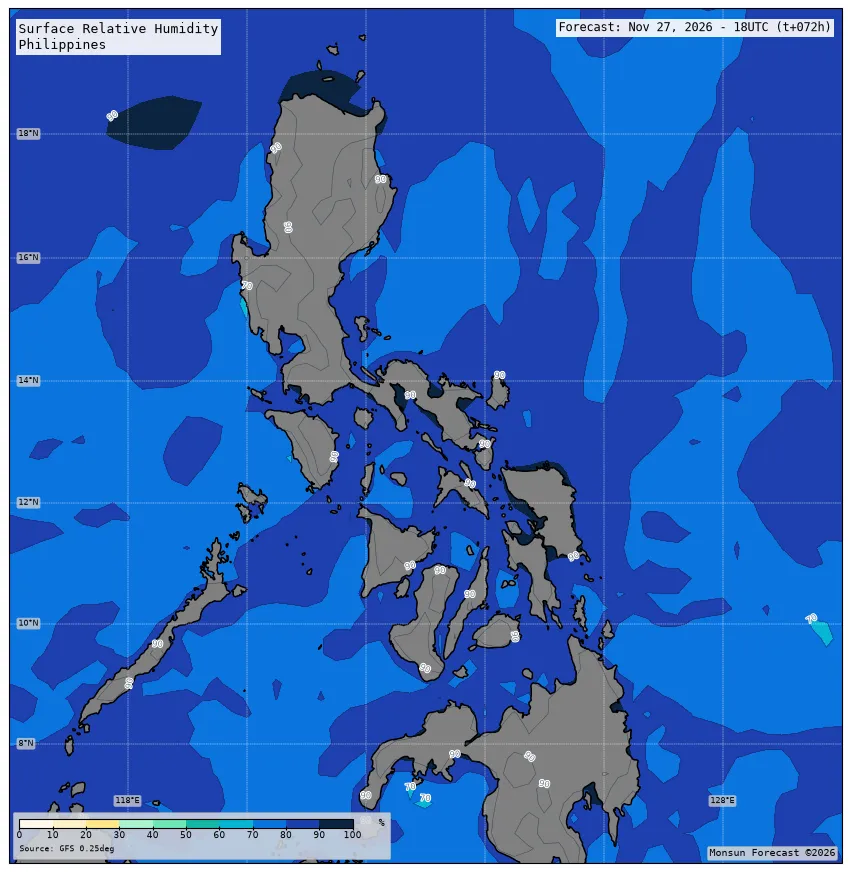 Surface Relative Humidity
Philippines
Forecast: Nov 27, 2026 - 18UTC (t+072h)
90
18°N
90
90
90
16°N
70
14°N
90
90
90
90
90
12°N
90
90
90
90
10°N
70
90
90
90
90
8°N
90
90
90
70
70
90
118°E
128°E
%
0 10 20 30 40 50 60 70 80 90 100
Source: GFS 0.25deg
Monsun Forecast ©2026